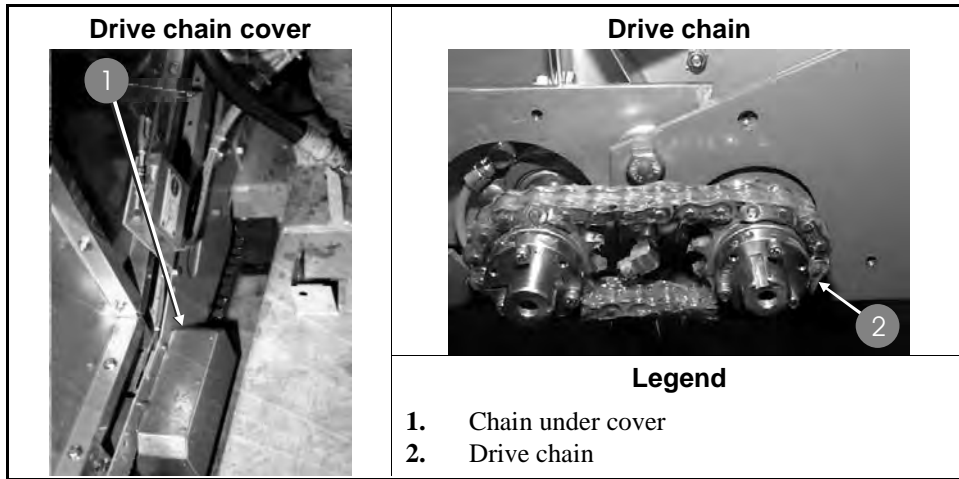 Drive chain cover
1
Drive chain
2
Legend
1. Chain under cover
2. Drive chain